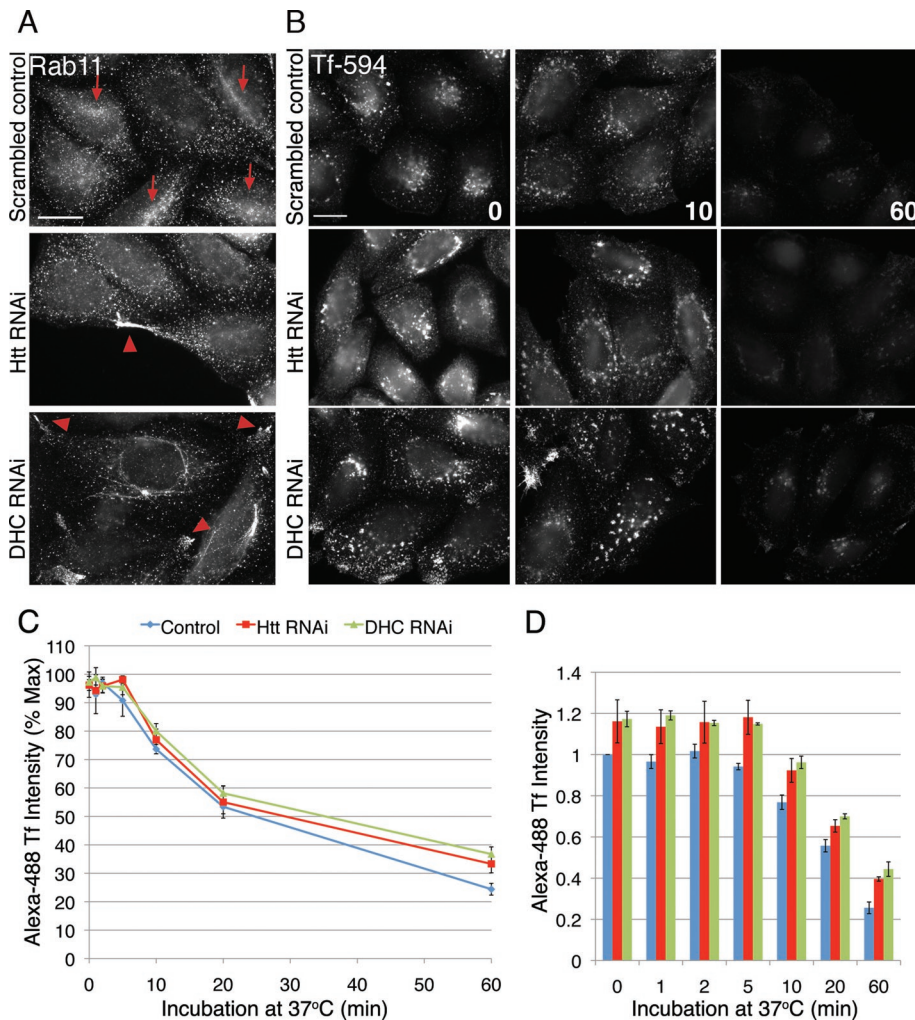 A
B
Scrambled control
Rab11
Scrambled control
Tf-594
0
10
60
Htt RNAi
Htt RNAi
DHC RNAi
DHC RNAi
C
Control
Htt RNAi
DHC RNAi
Alexa-488 Tf Intensity (% Max)
110
100
90
80
70
60
50
40
30
20
10
0
0 10 20 30 40 50 60
Incubation at 37ºC (min)
D
Alexa-488 Tf Intensity
1.4
1.2
1
0.8
0.6
0.4
0.2
0
0 1 2 5 10 20 60
Incubation at 37ºC (min)